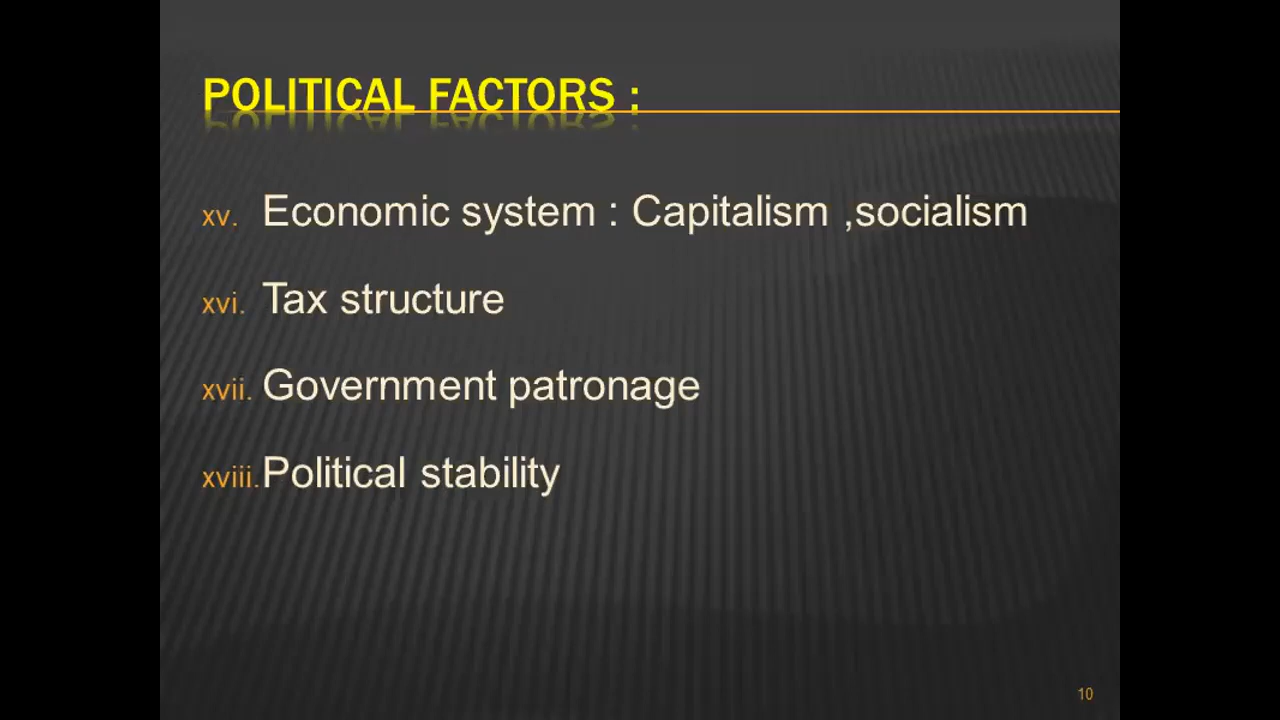 POLITICAL FACTORS :
xv. Economic system : Capitalism ,socialism
xvi. Tax structure
xvii. Government patronage
xviii. Political stability
10